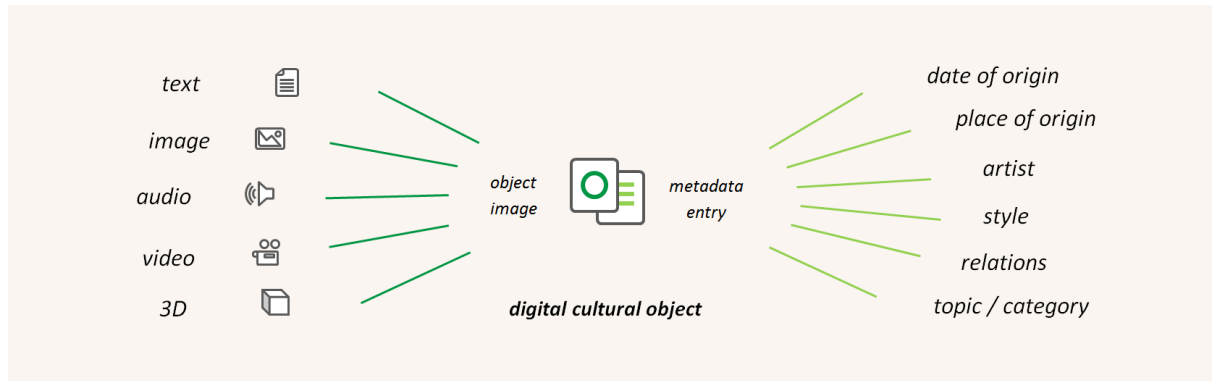 text
image
audio
video
3D
object
image
metadata
entry
digital cultural object
date of origin
place of origin
artist
style
relations
topic / category